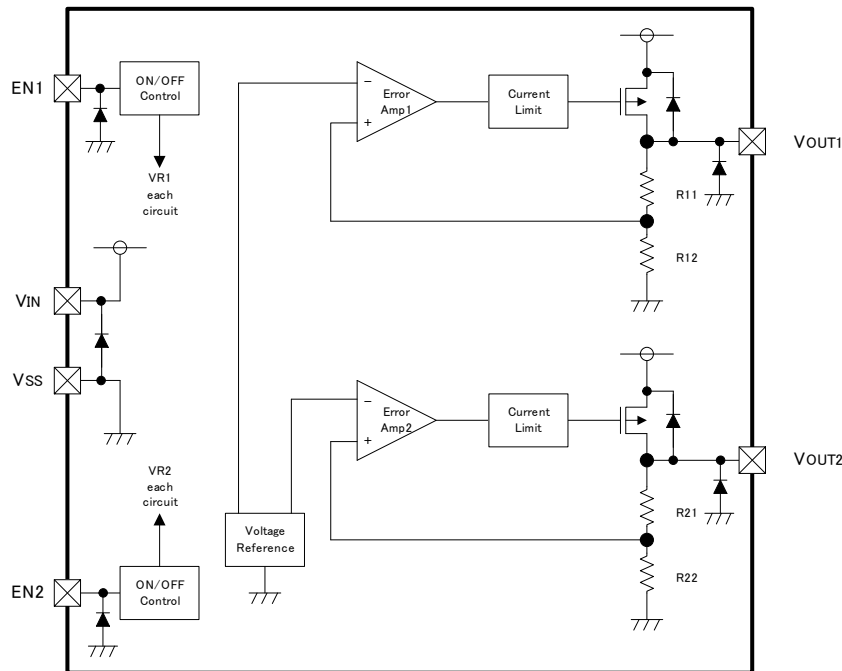 EN1
ON/OFF
Control
VR1
each
circuit
−
+
Error
Amp1
Current
Limit
VOUT1
R11
R12
VIN
VSS
VR2
each
circuit
EN2
ON/OFF
Control
Voltage
Reference
−
+
Error
Amp2
Current
Limit
VOUT2
R21
R22